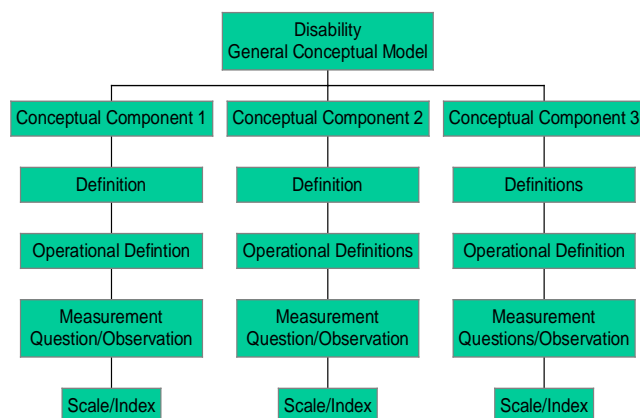 Disability
General Conceptual Model
Conceptual Component 1
Conceptual Component 2
Conceptual Component 3
Definition
Definition
Definitions
Operational Defintion
Operational Definitions
Operational Definition
Measurement
Question/Observation
Measurement
Question/Observation
Measurement
Questions/Observation
Scale/Index
Scale/Index
Scale/Index